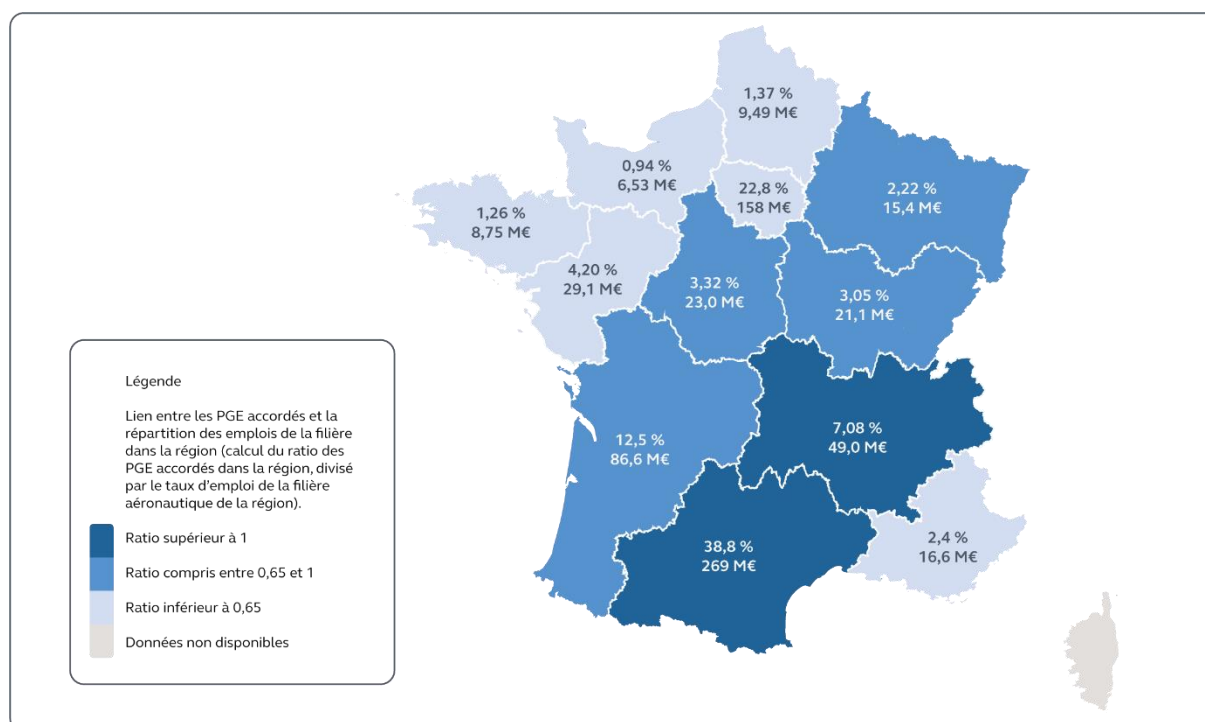 1,37 %
9,49 M€
0,94 %
6,53 M€
22,8 %
158 M€
2,22 %
15,4 M€
1,26 %
8,75 M€
4,20 %
29,1 M€
3,32 %
23,0 M€
3,05 %
21,1 M€
12,5 %
86,6 M€
7,08 %
49,0 M€
38,8 %
269 M€
2,4 %
16,6 M€
Légende
Lien entre les PGE accordés et la
répartition des emplois de la filière
dans la région (calcul du ratio des
PGE accordés dans la région, divisé
par le taux d’emploi de la filière
aéronautique de la région).
Ratio supérieur à 1
Ratio compris entre 0,65 et 1
Ratio inférieur à 0,65
Données non disponibles